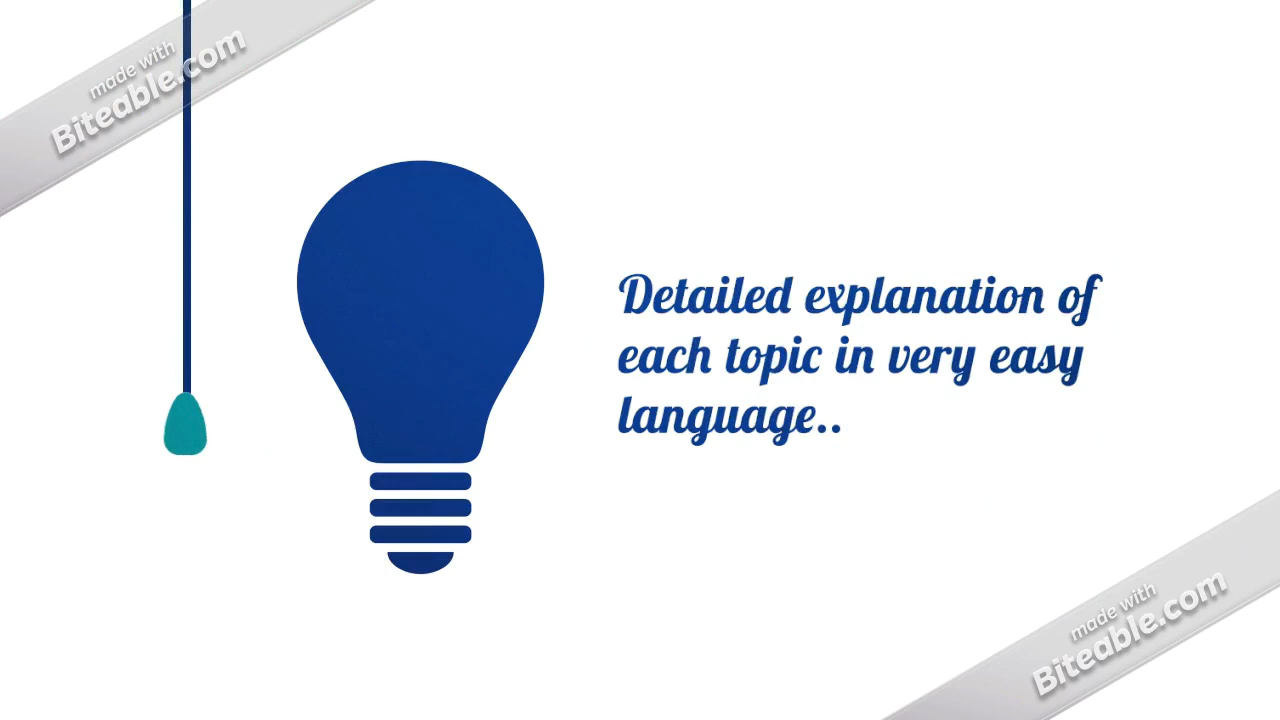 made with
Biteable.com
Detailed explanation of
each topic in very easy
language..
made with
Biteable.com